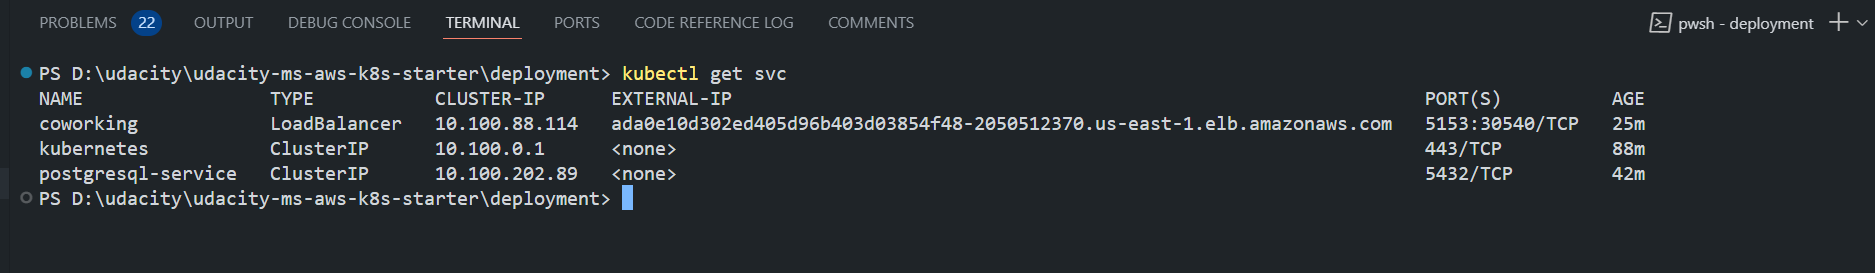 PROBLEMS 22 OUTPUT DEBUG CONSOLE TERMINAL PORTS CODE REFERENCE LOG COMMENTS pwsh - deployment
PS D:\udacity\udacity-ms-aws-k8s-starter\deployment> kubectl get svc
NAME TYPE CLUSTER-IP EXTERNAL-IP PORT(S) AGE
coworking LoadBalancer 10.100.88.114 ada0e10d302ed405d96b403d03854f48-2050512370.us-east-1.elb.amazonaws.com 5153:30540/TCP 25m
kubernetes ClusterIP 10.100.0.1 <none> 443/TCP 88m
postgresql-service ClusterIP 10.100.202.89 <none> 5432/TCP 42m
PS D:\udacity\udacity-ms-aws-k8s-starter\deployment>